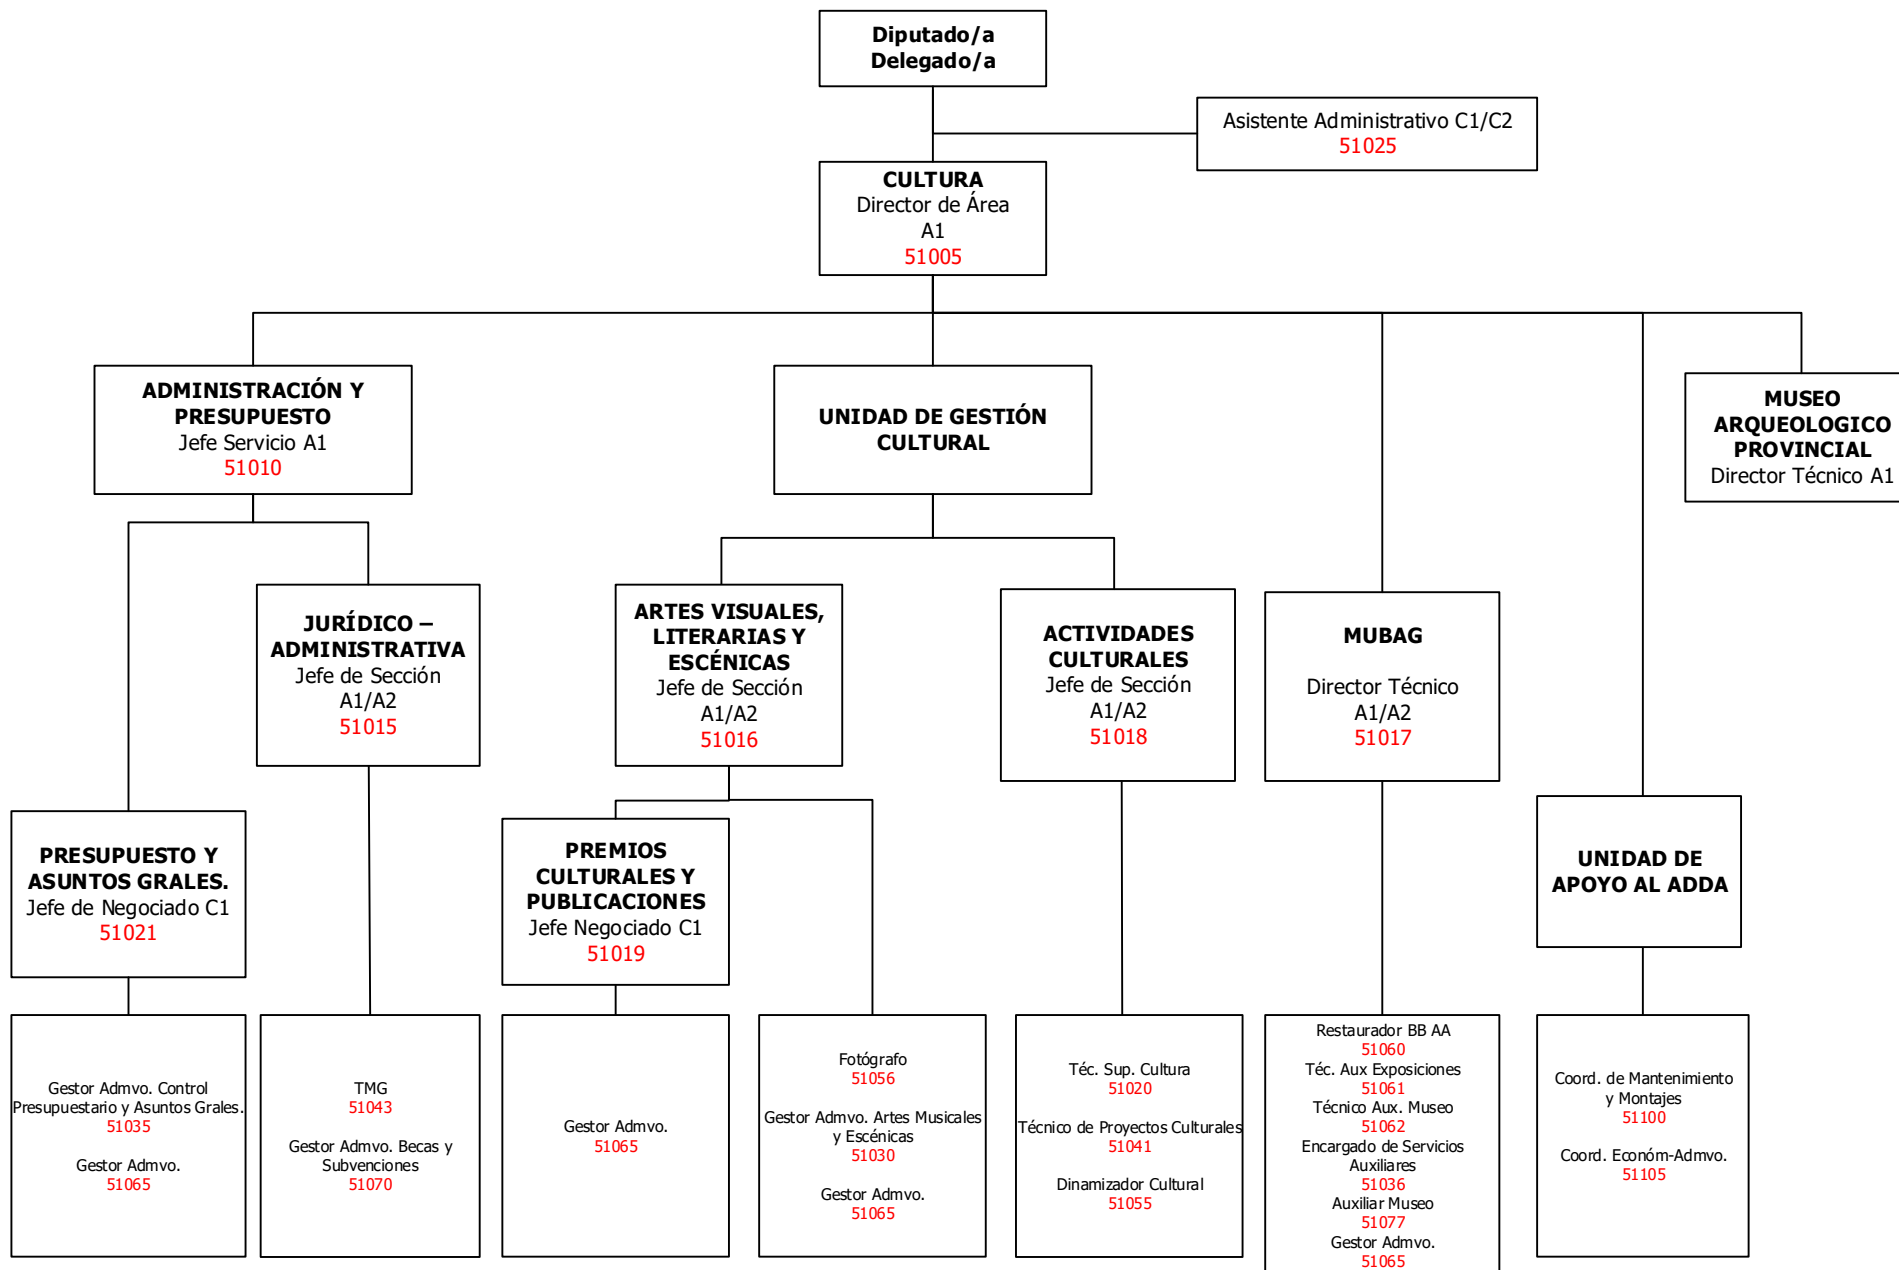 Diputado/a
Delegado/a
Asistente Administrativo C1/C2
51025
CULTURA
Director de Área
A1
51005
ADMINISTRACIÓN Y
PRESUPUESTO
Jefe Servicio A1
51010
UNIDAD DE GESTIÓN
CULTURAL
MUSEO
ARQUEOLOGICO
PROVINCIAL
Director Técnico A1
JURÍDICO –
ADMINISTRATIVA
Jefe de Sección
A1/A2
51015
ARTES VISUALES,
LITERARIAS Y
ESCÉNICAS
Jefe de Sección
A1/A2
51016
ACTIVIDADES
CULTURALES
Jefe de Sección
A1/A2
51018
MUBAG
Director Técnico
A1/A2
51017
PRESUPUESTO Y
ASUNTOS GRALES.
Jefe de Negociado C1
51021
PREMIOS
CULTURALES Y
PUBLICACIONES
Jefe Negociado C1
51019
UNIDAD DE
APOYO AL ADDA
Gestor Admvo. Control
Presupuestario y Asuntos Grales.
51035
Gestor Admvo.
51065
TMG
51043
Gestor Admvo. Becas y
Subvenciones
51070
Gestor Admvo.
51065
Fotógrafo
51056
Gestor Admvo. Artes Musicales
y Escénicas
51030
Gestor Admvo.
51065
Téc. Sup. Cultura
51020
Técnico de Proyectos Culturales
51041
Dinamizador Cultural
51055
Restaurador BB AA
51060
Téc. Aux Exposiciones
51061
Técnico Aux. Museo
51062
Encargado de Servicios
Auxiliares
51036
Auxiliar Museo
51077
Gestor Admvo.
51065
Coord. de Mantenimiento
y Montajes
51100
Coord. Económ-Admvo.
51105